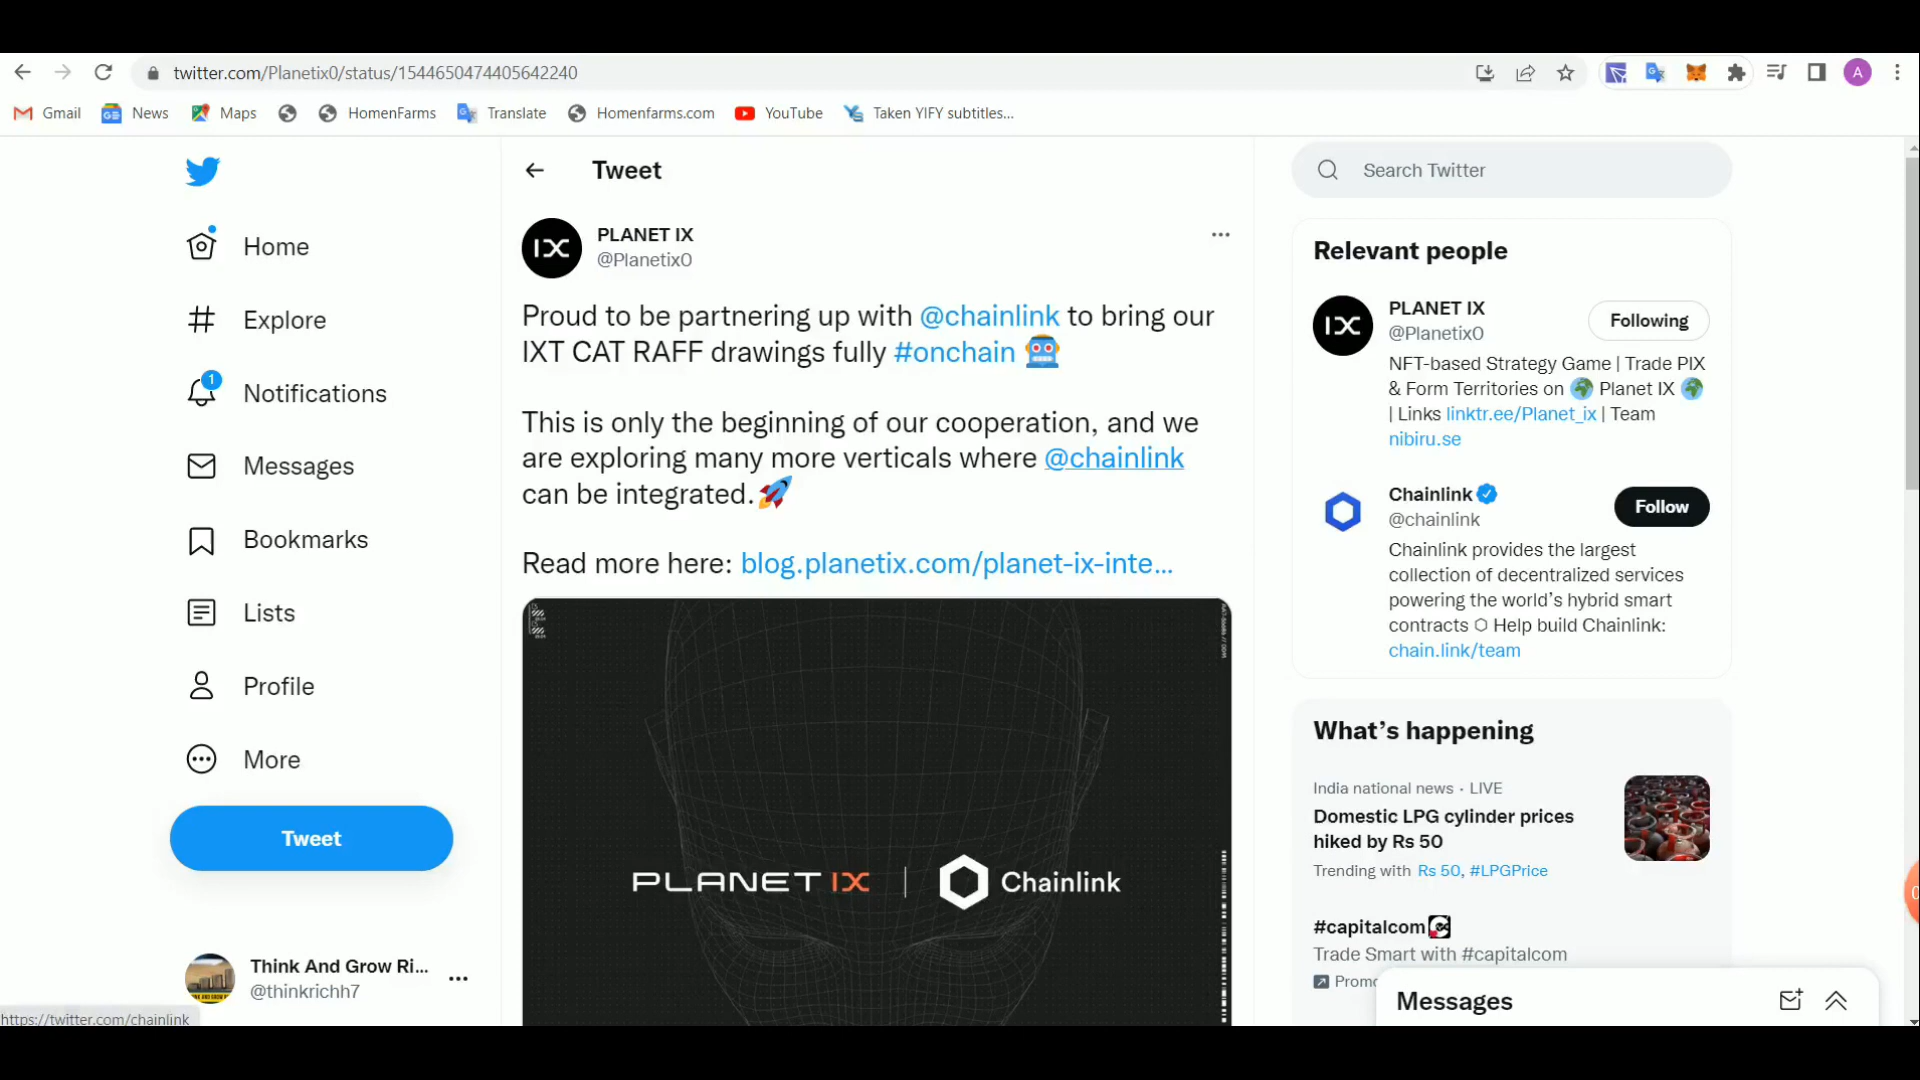 twitter.com/Planetix0/status/1544650474405642240
A
Gmail
News
Maps
HomenFarms
Translate
Homenfarms.com
YouTube
Taken YIFY subtitles...
Home
Explore
1
Notifications
Messages
Bookmarks
Lists
Profile
More
Tweet
Think And Grow Ri...
@thinkrichh7
https://twitter.com/chainlink
Tweet
IX
PLANET IX
@Planetix0
Proud to be partnering up with @chainlink to bring our
IXT CAT RAFF drawings fully #onchain 🤖
This is only the beginning of our cooperation, and we
are exploring many more verticals where @chainlink
can be integrated.🚀
Read more here: blog.planetix.com/planet-ix-inte...
PLANET IX | Chainlink
Search Twitter
Relevant people
IX
PLANET IX
@Planetix0
Following
NFT-based Strategy Game | Trade PIX
& Form Territories on 🌍 Planet IX 🌍
| Links linktr.ee/Planet_ix | Team
nibiru.se
Chainlink
@chainlink
Follow
Chainlink provides the largest
collection of decentralized services
powering the world's hybrid smart
contracts ⬡ Help build Chainlink:
chain.link/team
What's happening
India national news · LIVE
Domestic LPG cylinder prices
hiked by Rs 50
Trending with Rs 50, #LPGPrice
#capitalcom
Trade Smart with #capitalcom
Messages